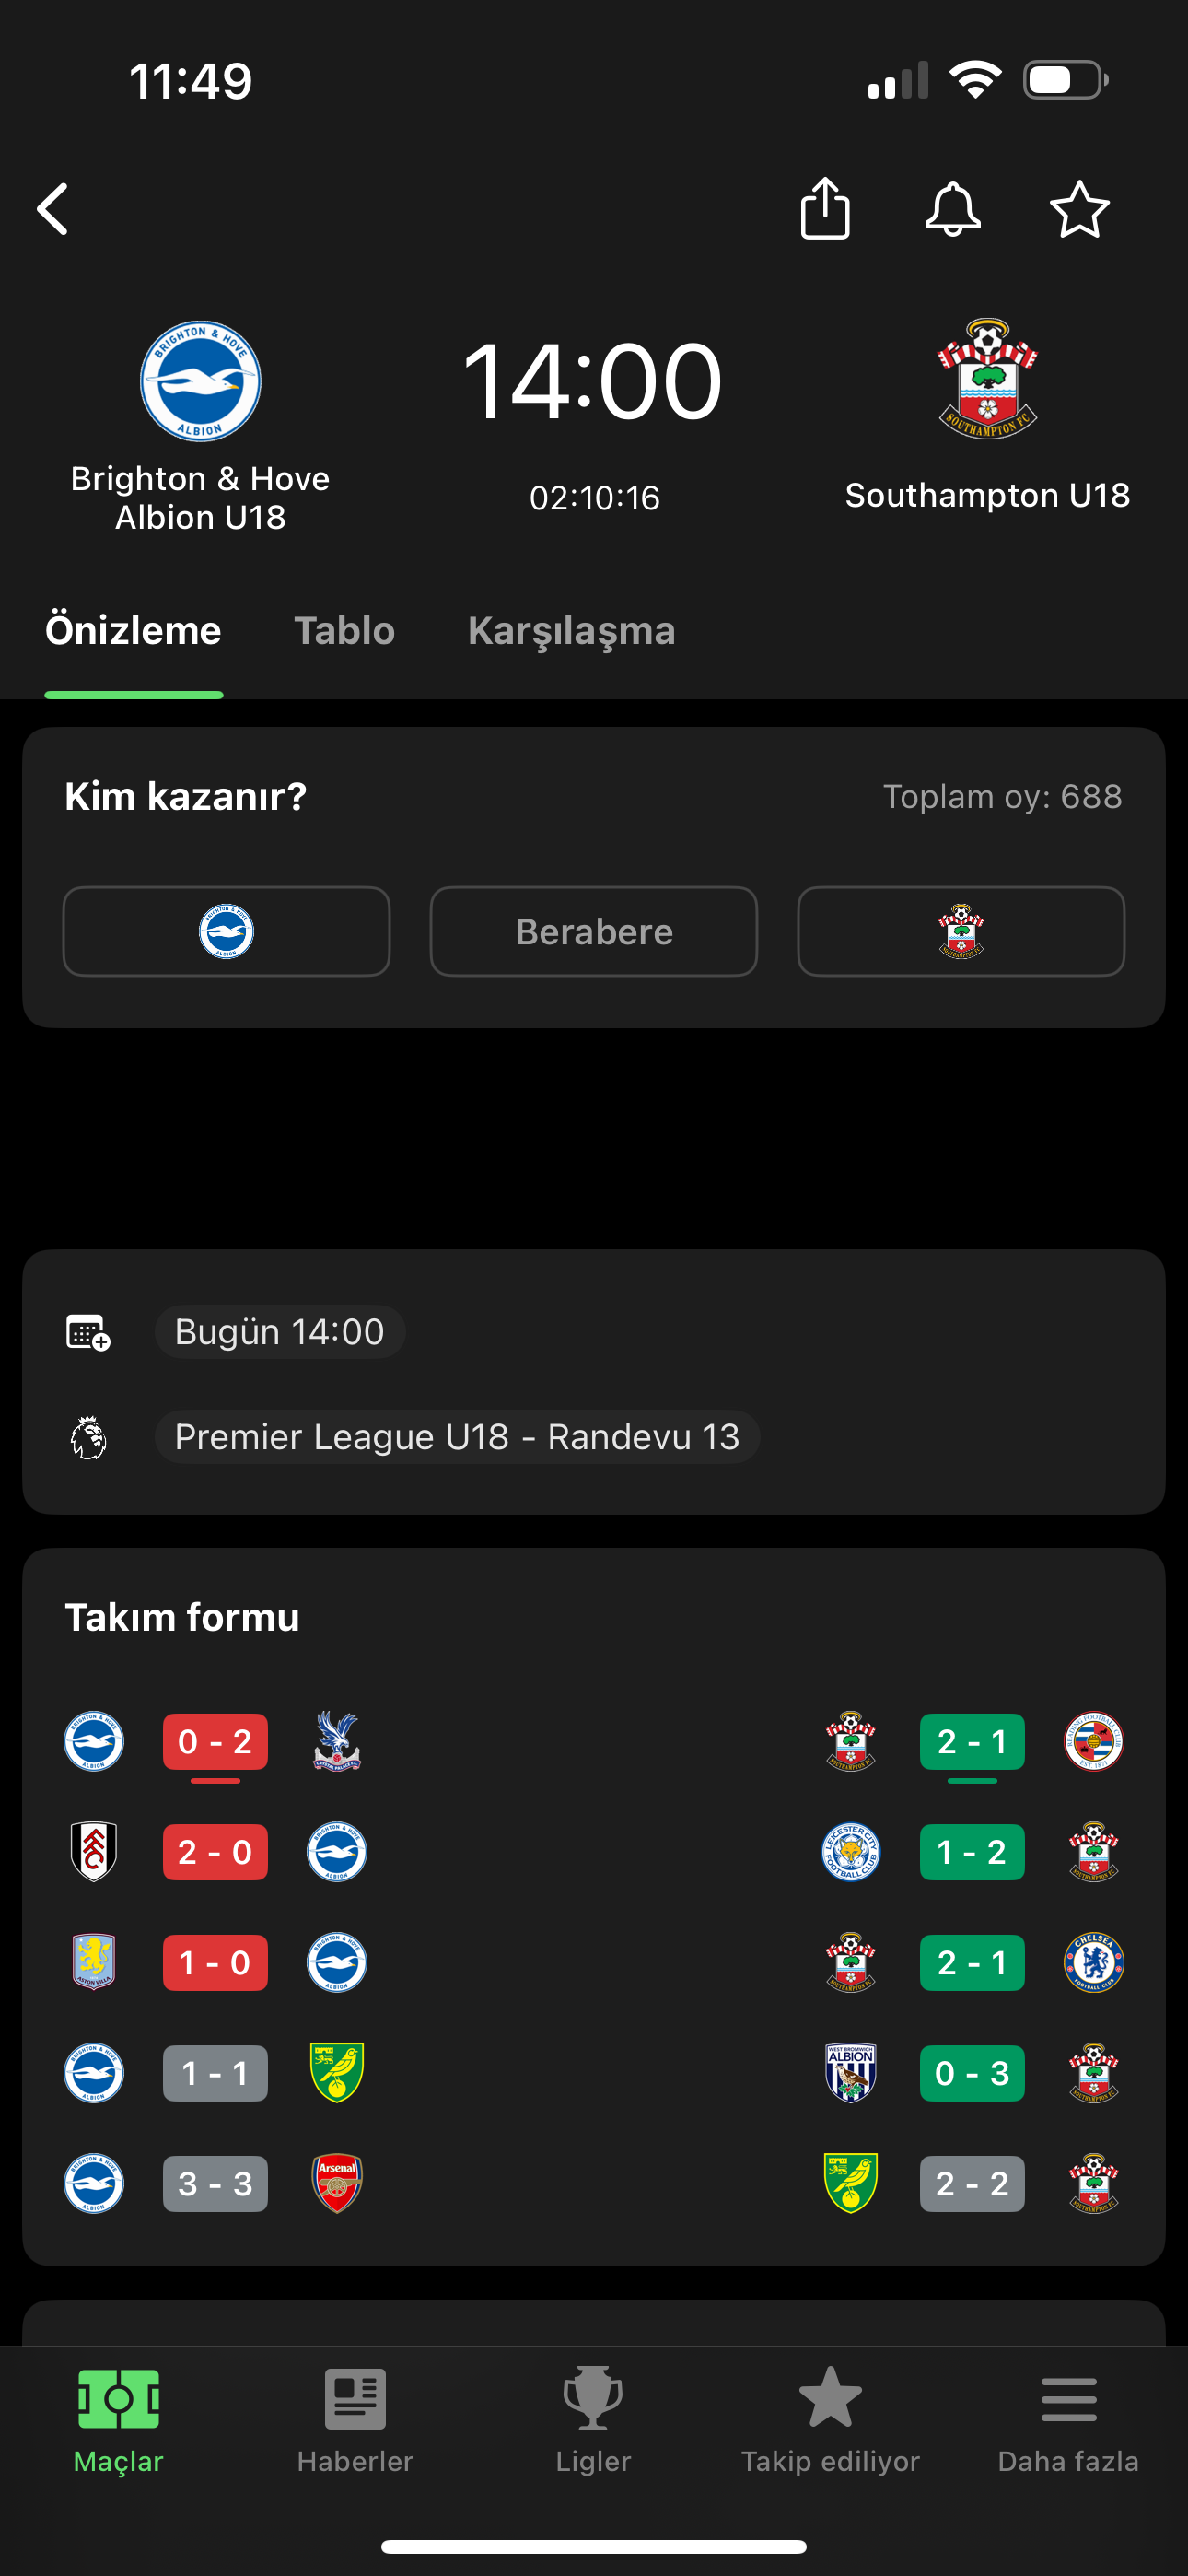 11:49
14:00
Brighton & Hove
Albion U18
02:10:16
Southampton U18
Önizleme Tablo Karşılaşma
Kim kazanır? Toplam oy: 688
Berabere
Bugün 14:00
Premier League U18 - Randevu 13
Takım formu
0 - 2 2 - 1
2 - 0 1 - 2
1 - 0 2 - 1
1 - 1 0 - 3
3 - 3 2 - 2
Maçlar Haberler Ligler Takip ediliyor Daha fazla